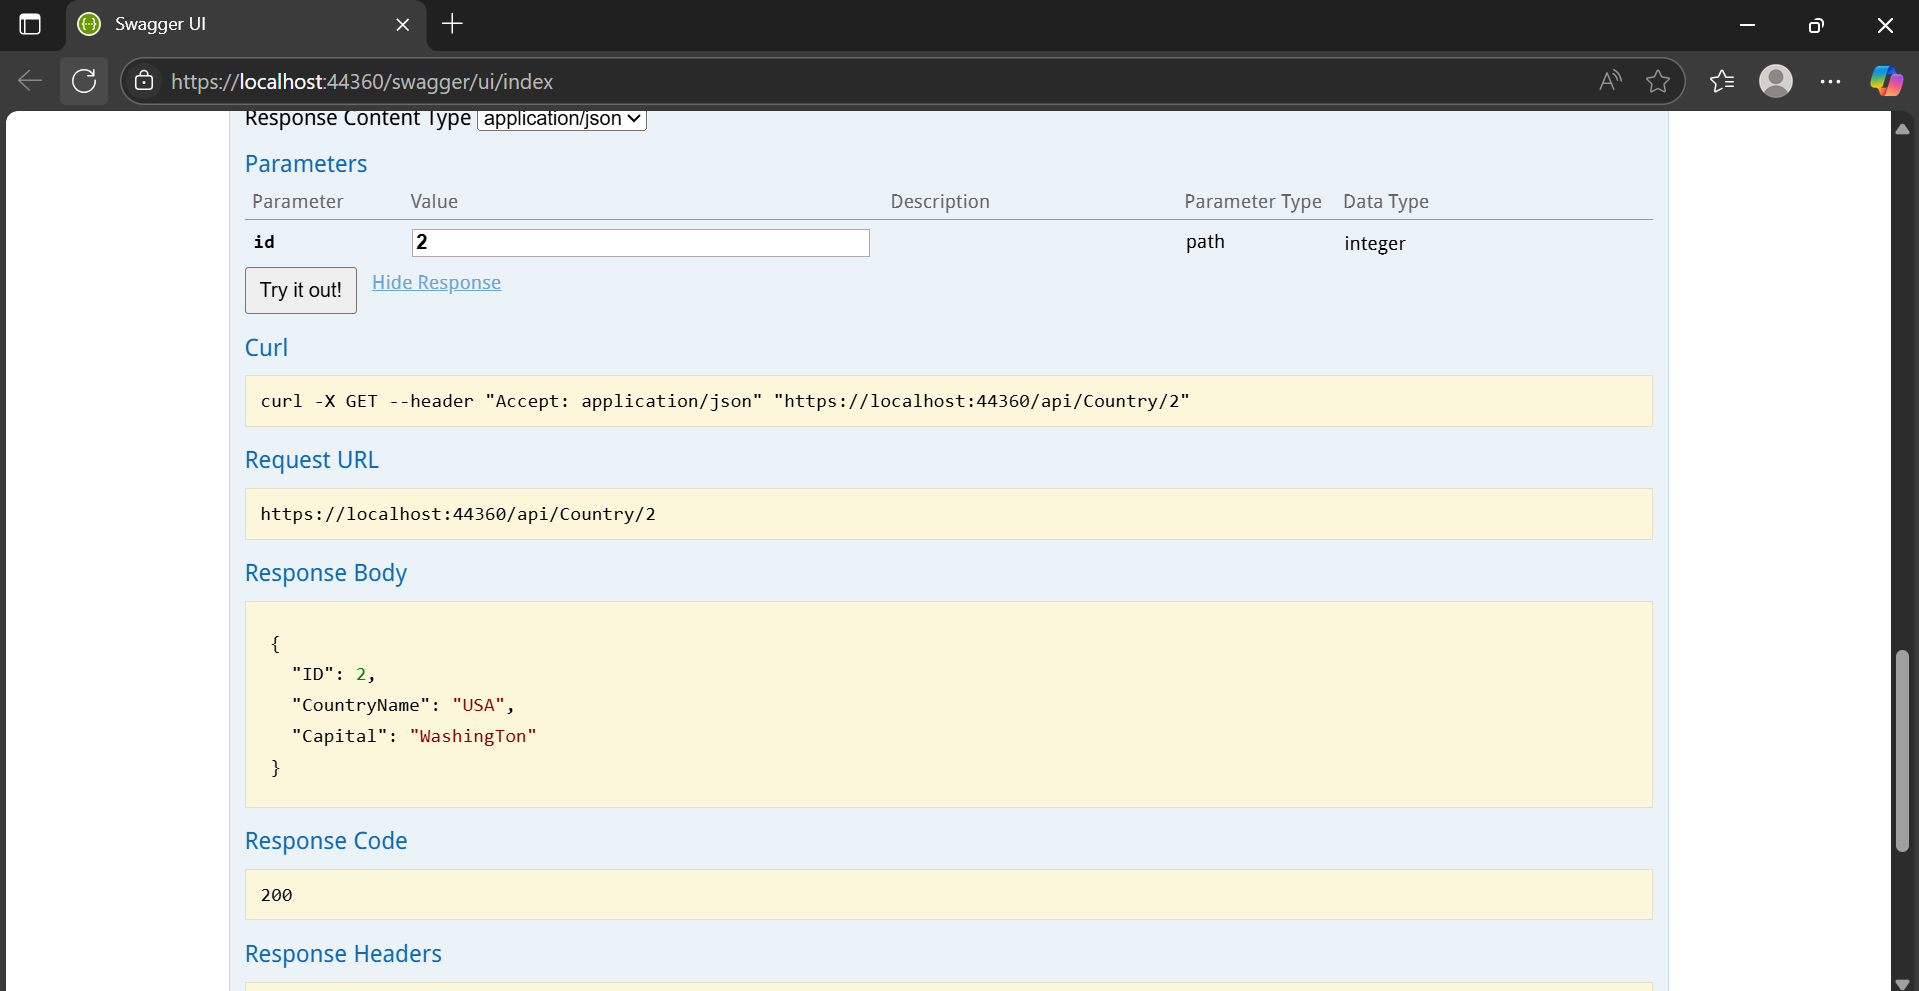 Swagger UI
https://localhost:44360/swagger/ui/index
Response Content Type application/json
Parameters
Parameter Value Description Parameter Type Data Type
id 2 path integer
Try it out! Hide Response
Curl
curl -X GET --header "Accept: application/json" "https://localhost:44360/api/Country/2"
Request URL
https://localhost:44360/api/Country/2
Response Body
{
"ID": 2,
"CountryName": "USA",
"Capital": "WashingTon"
}
Response Code
200
Response Headers